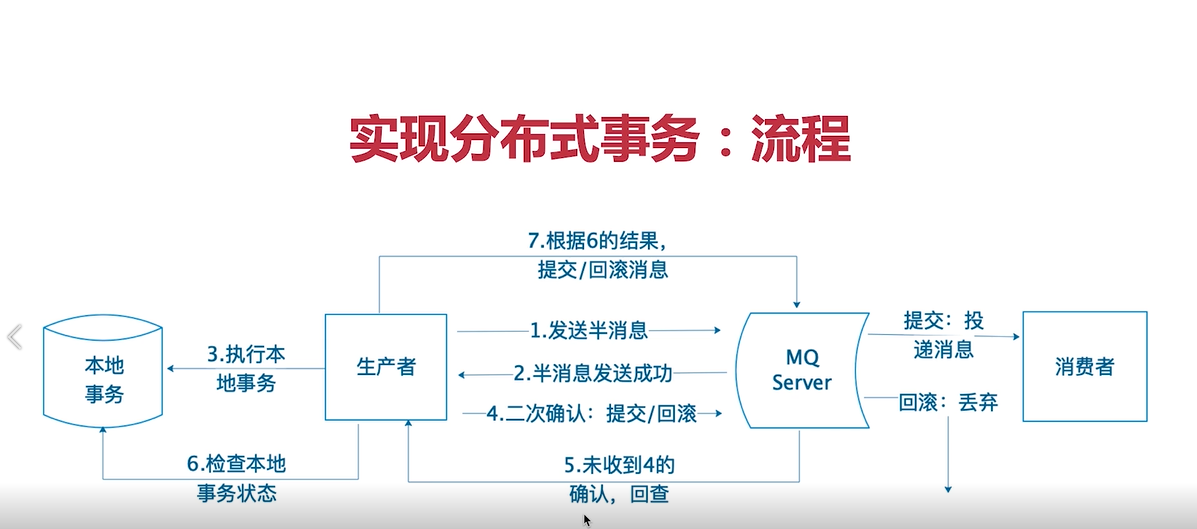 实现分布式事务：流程
7.根据6的结果，
提交/回滚消息
本地
事务
3.执行本
地事务
生产者
1.发送半消息
2.半消息发送成功
4.二次确认：提交/回滚
MQ
Server
提交：投
递消息
回滚：丢弃
消费者
6.检查本地
事务状态
5.未收到4的
确认，回查